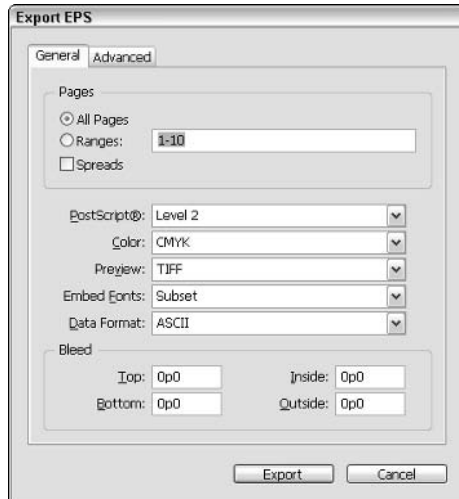 Export EPS
General Advanced
Pages
All Pages
Ranges: 1-10
Spreads
PostScript®: Level 2
Color: CMYK
Preview: TIFF
Embed Fonts: Subset
Data Format: ASCII
Bleed
Top: 0p0 Inside: 0p0
Bottom: 0p0 Outside: 0p0
Export Cancel